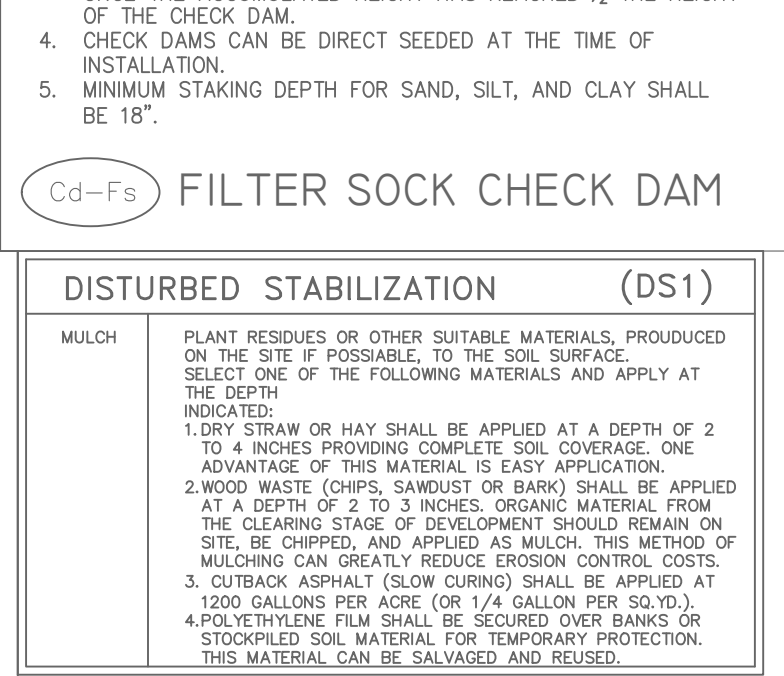 OF THE CHECK DAM.
4. CHECK DAMS CAN BE DIRECT SEEDED AT THE TIME OF
INSTALLATION.
5. MINIMUM STAKING DEPTH FOR SAND, SILT, AND CLAY SHALL
BE 18”.
Cd-Fs FILTER SOCK CHECK DAM
DISTURBED STABILIZATION (DS1)
MULCH PLANT RESIDUES OR OTHER SUITABLE MATERIALS, PROUDUCED
ON THE SITE IF POSSIABLE, TO THE SOIL SURFACE.
SELECT ONE OF THE FOLLOWING MATERIALS AND APPLY AT
THE DEPTH
INDICATED:
1. DRY STRAW OR HAY SHALL BE APPLIED AT A DEPTH OF 2
TO 4 INCHES PROVIDING COMPLETE SOIL COVERAGE. ONE
ADVANTAGE OF THIS MATERIAL IS EASY APPLICATION.
2. WOOD WASTE (CHIPS, SAWDUST OR BARK) SHALL BE APPLIED
AT A DEPTH OF 2 TO 3 INCHES. ORGANIC MATERIAL FROM
THE CLEARING STAGE OF DEVELOPMENT SHOULD REMAIN ON
SITE, BE CHIPPED, AND APPLIED AS MULCH. THIS METHOD OF
MULCHING CAN GREATLY REDUCE EROSION CONTROL COSTS.
3. CUTBACK ASPHALT (SLOW CURING) SHALL BE APPLIED AT
1200 GALLONS PER ACRE (OR 1/4 GALLON PER SQ.YD.).
4. POLYETHYLENE FILM SHALL BE SECURED OVER BANKS OR
STOCKPILED SOIL MATERIAL FOR TEMPORARY PROTECTION.
THIS MATERIAL CAN BE SALVAGED AND REUSED.